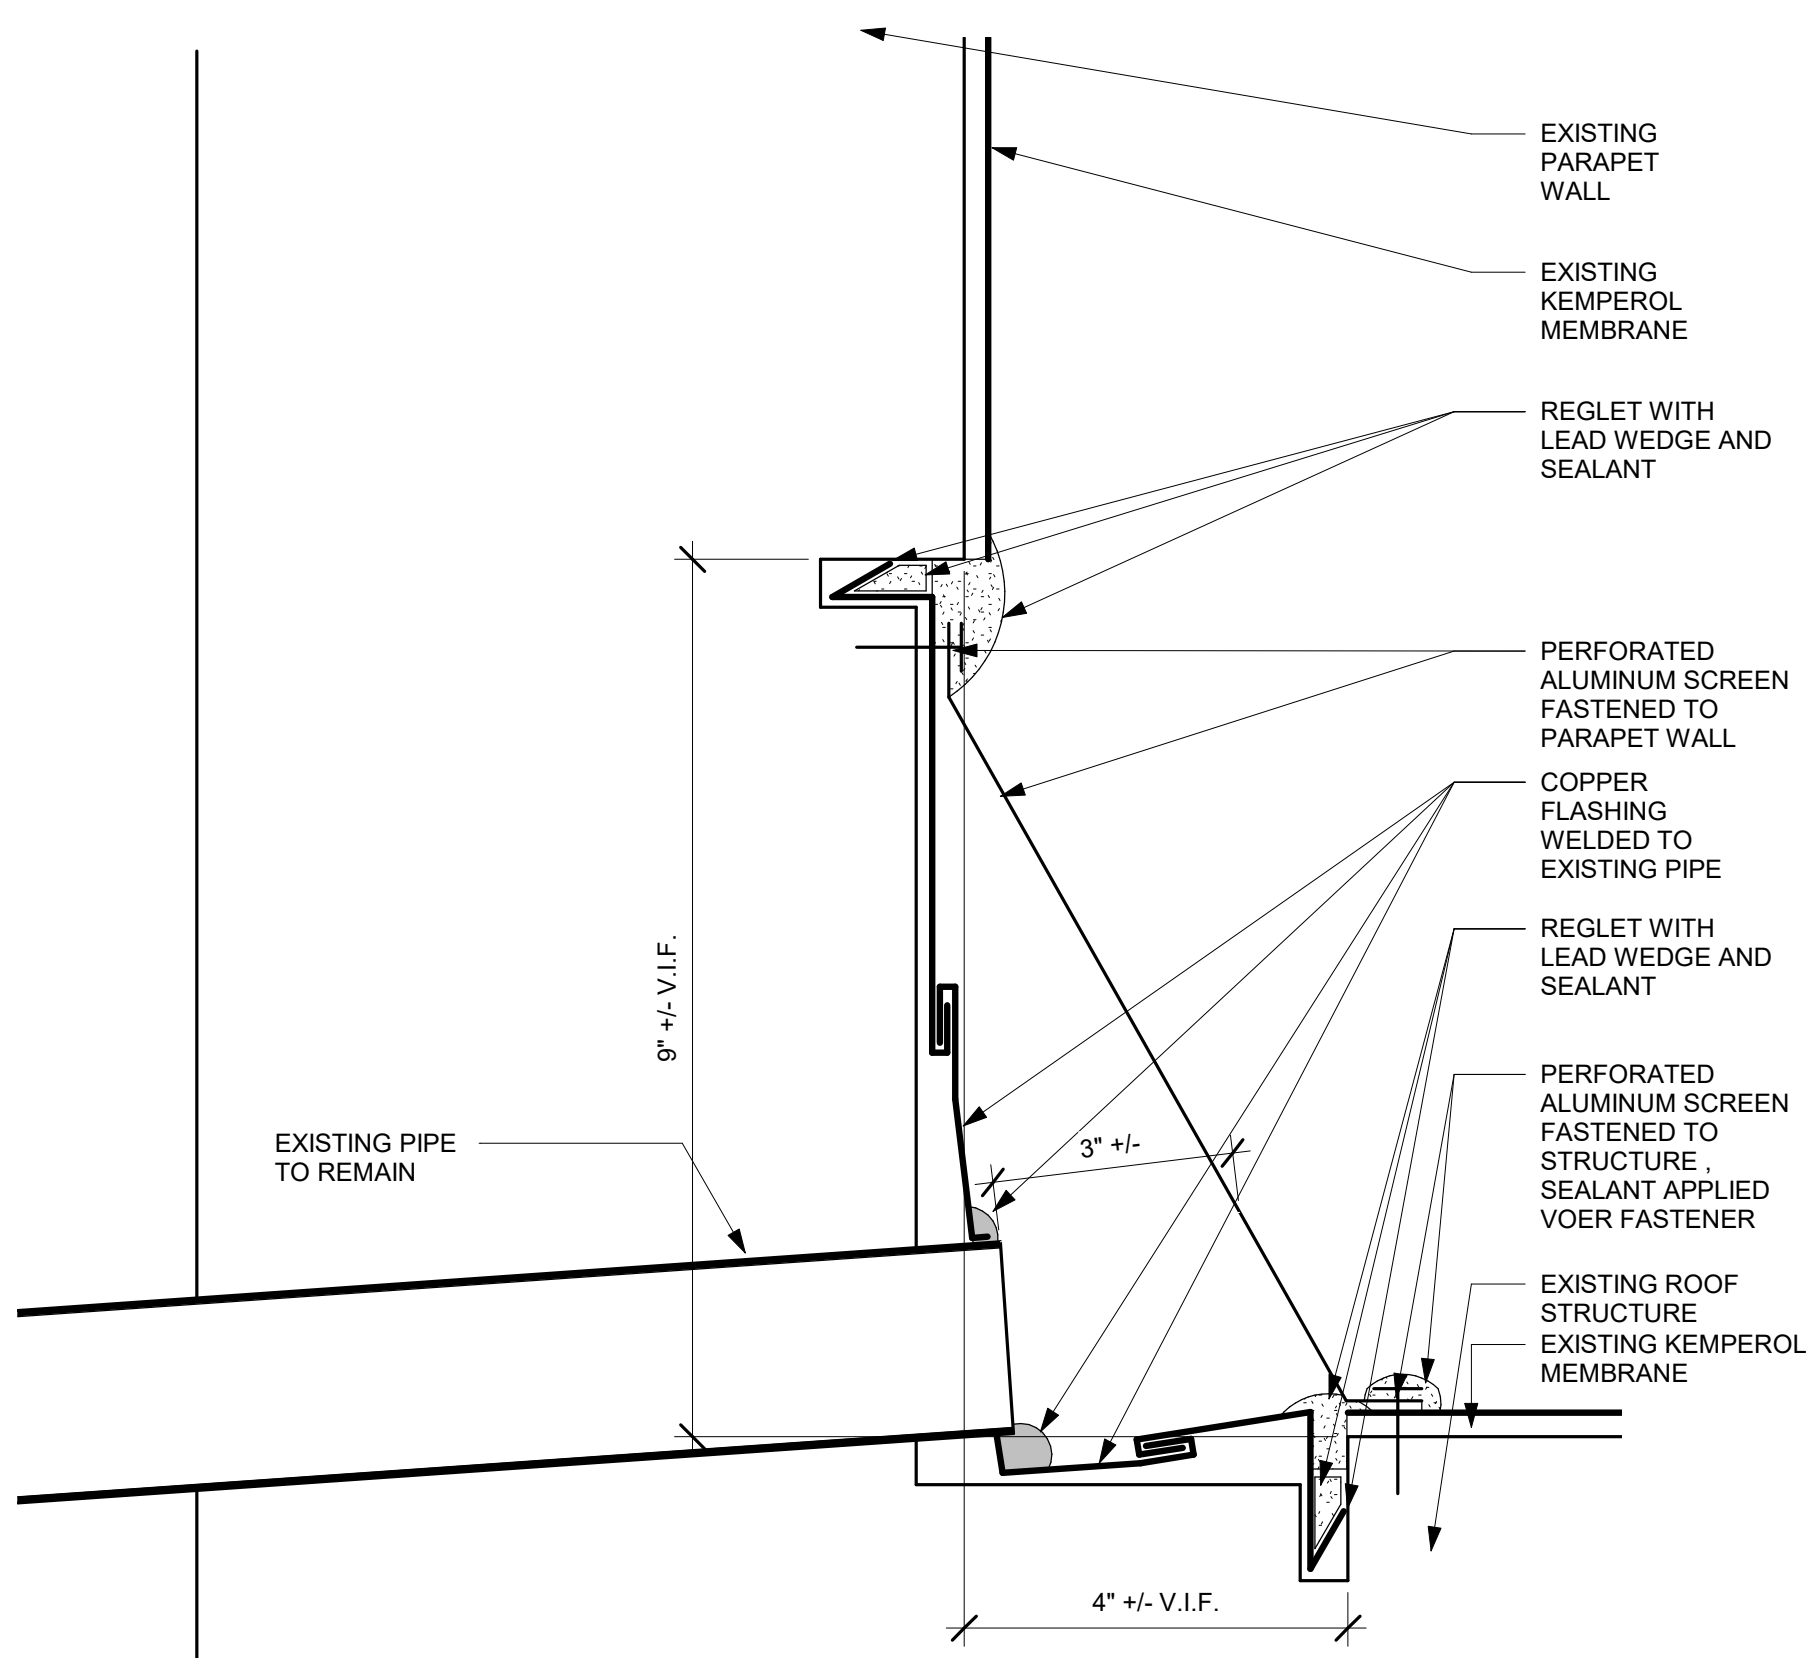 EXISTING
PARAPET
WALL
EXISTING
KEMPEROL
MEMBRANE
REGLET WITH
LEAD WEDGE AND
SEALANT
PERFORATED
ALUMINUM SCREEN
FASTENED TO
PARAPET WALL
COPPER
FLASHING
WELDED TO
EXISTING PIPE
REGLET WITH
LEAD WEDGE AND
SEALANT
PERFORATED
ALUMINUM SCREEN
FASTENED TO
STRUCTURE ,
SEALANT APPLIED
VOER FASTENER
EXISTING ROOF
STRUCTURE
EXISTING KEMPEROL
MEMBRANE
9" +/- V.I.F.
EXISTING PIPE
TO REMAIN
3" +/-
4" +/- V.I.F.